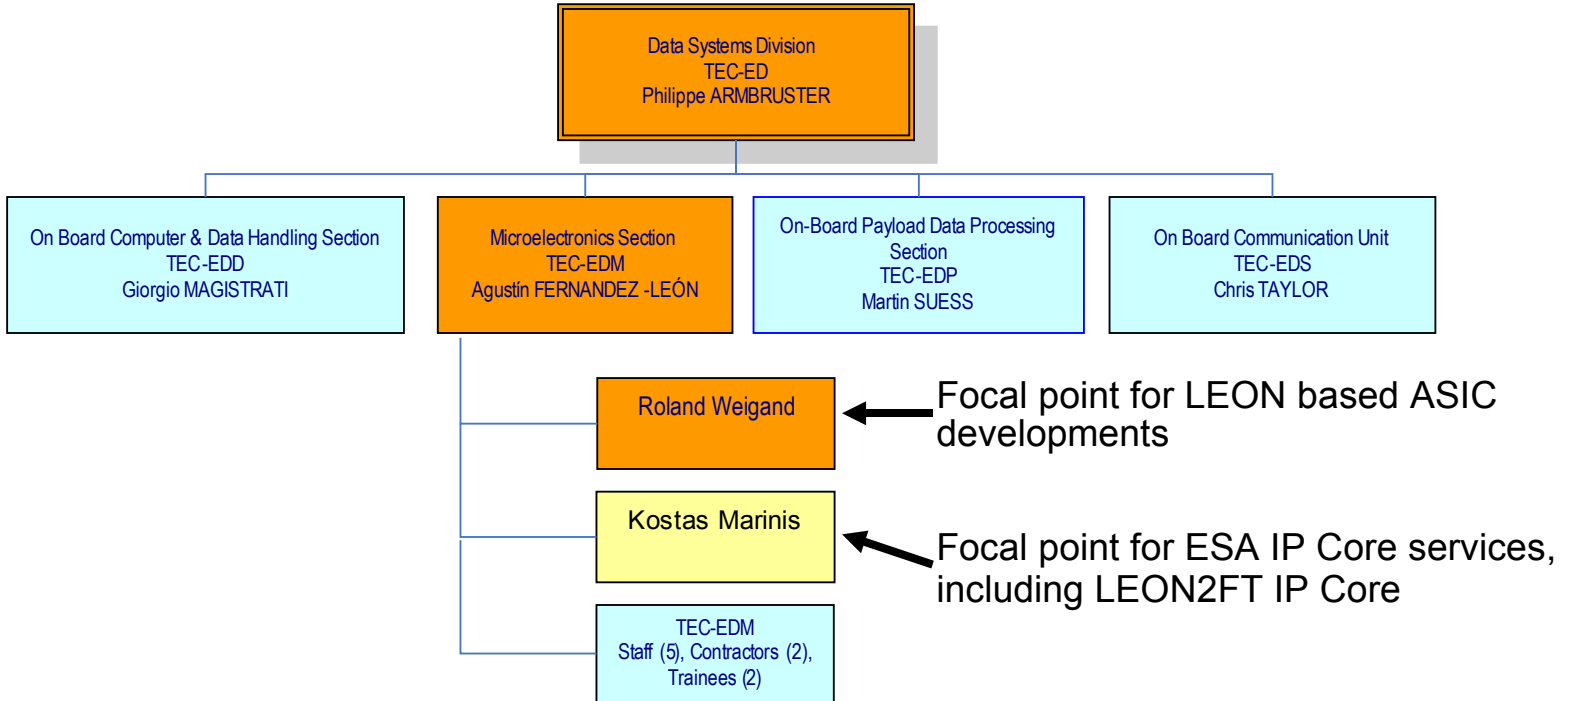 Data Systems Division
TEC-ED
Philippe ARMBRUSTER
On Board Computer & Data Handling Section
TEC-EDD
Giorgio MAGISTRATI
Microelectronics Section
TEC-EDM
Agustín FERNANDEZ -LEÓN
On-Board Payload Data Processing
Section
TEC-EDP
Martin SUESS
On Board Communication Unit
TEC-EDS
Chris TAYLOR
Roland Weigand
Focal point for LEON based ASIC
developments
Kostas Marinis
Focal point for ESA IP Core services,
including LEON2FT IP Core
TEC-EDM
Staff (5), Contractors (2),
Trainees (2)